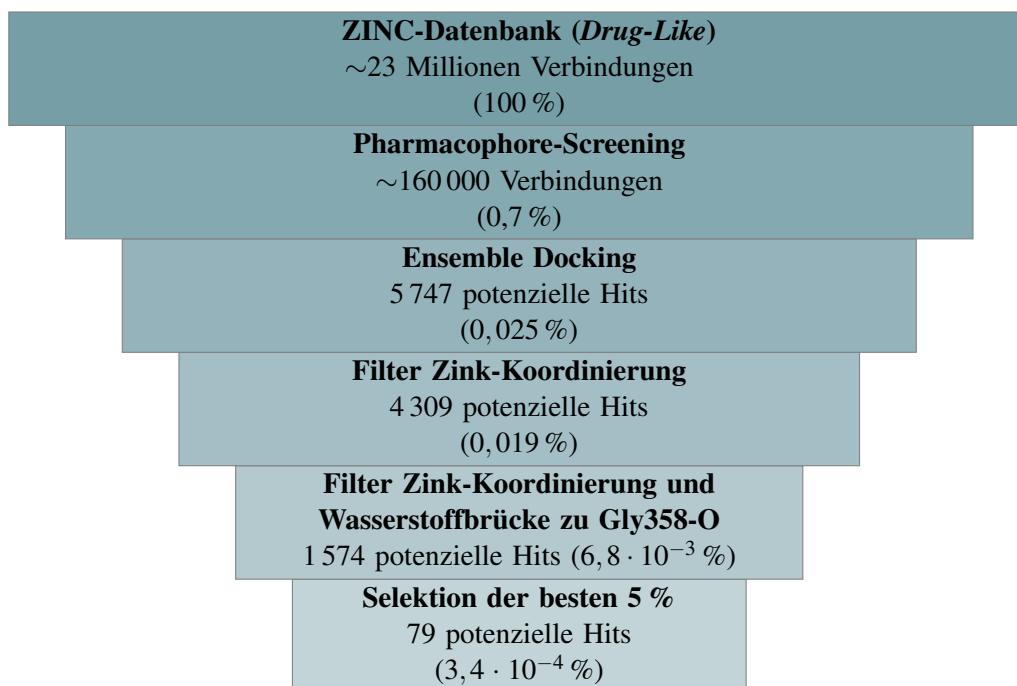 ZINC-Datenbank (Drug-Like)
∼23 Millionen Verbindungen
(100 %)
Pharmacophore-Screening
∼160 000 Verbindungen
(0,7 %)
Ensemble Docking
5 747 potenzielle Hits
(0, 025 %)
Filter Zink-Koordinierung
4 309 potenzielle Hits
(0, 019 %)
Filter Zink-Koordinierung und
Wasserstoffbrücke zu Gly358-O
1 574 potenzielle Hits (6, 8 · 10⁻³ %)
Selektion der besten 5 %
79 potenzielle Hits
(3, 4 · 10⁻⁴ %)